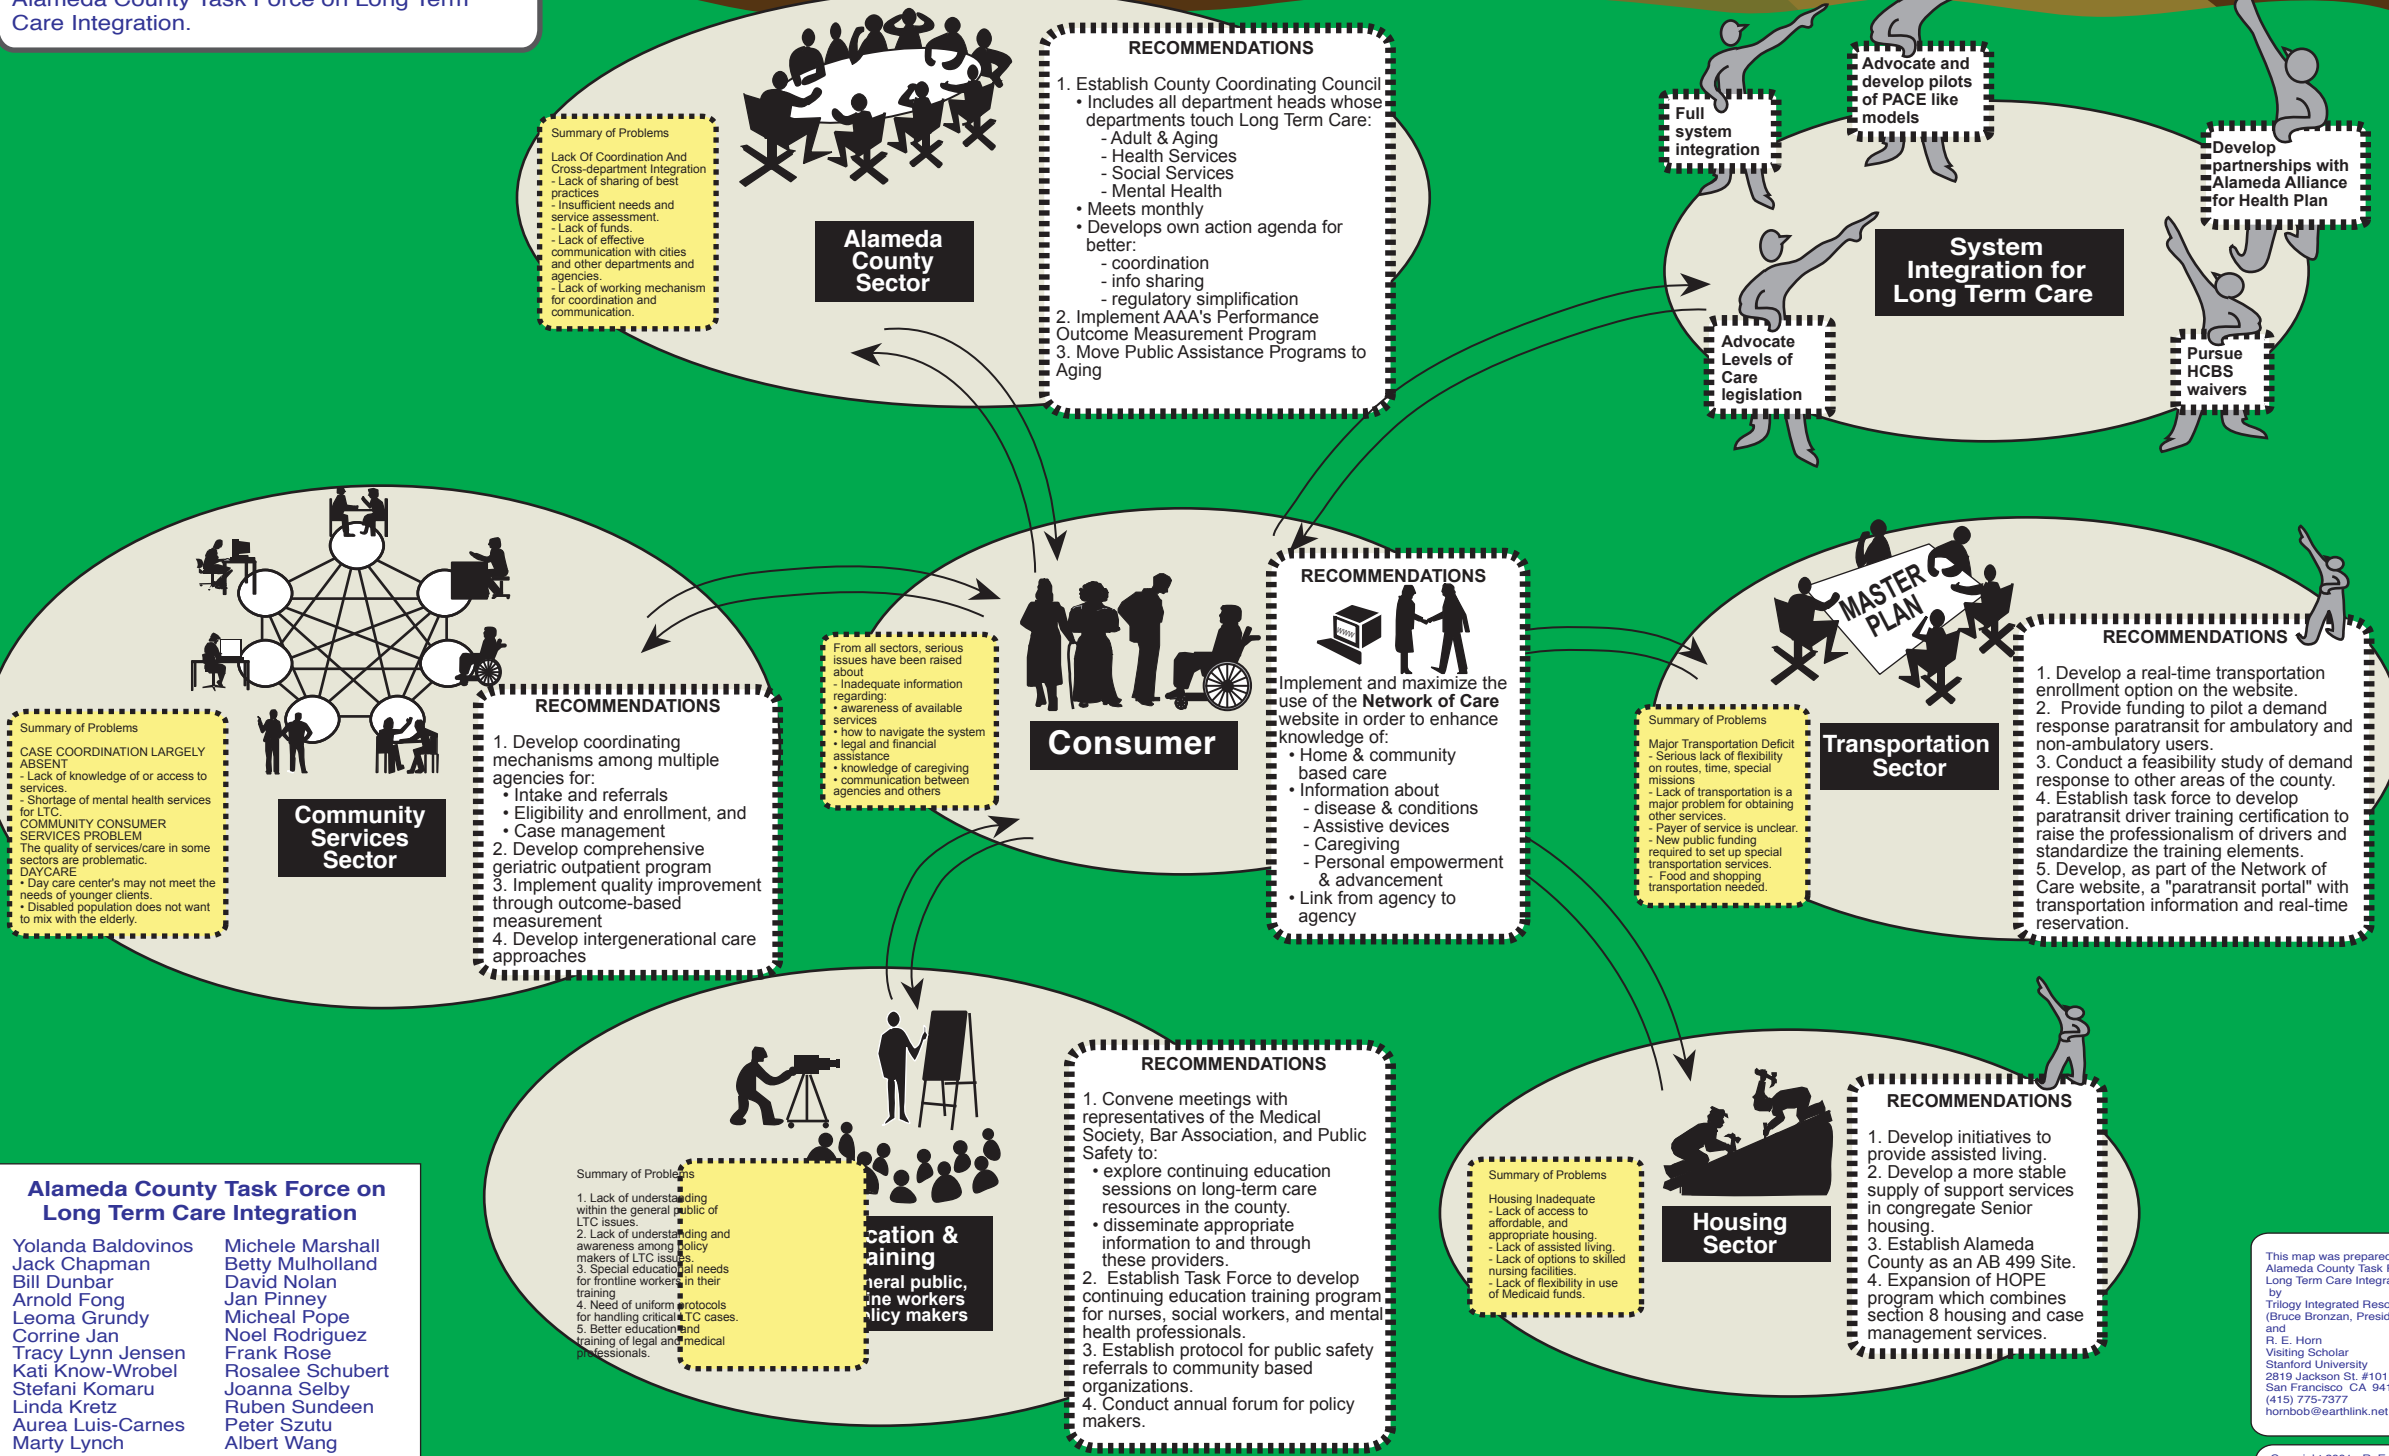 Alameda County Task Force on Long Term
Care Integration.
Summary of Problems
Lack Of Coordination And
Cross-department Integration
- Lack of sharing of best
practices
- Insufficient needs and
service assessment.
- Lack of funds.
- Lack of effective
communication with cities
and other departments and
agencies.
- Lack of working mechanism
for coordination and
communication.
Alameda
County
Sector
RECOMMENDATIONS
1. Establish County Coordinating Council
• Includes all department heads whose
departments touch Long Term Care:
- Adult & Aging
- Health Services
- Social Services
- Mental Health
• Meets monthly
• Develops own action agenda for
better:
- coordination
- info sharing
- regulatory simplification
2. Implement AAA's Performance
Outcome Measurement Program
3. Move Public Assistance Programs to
Aging
Full
system
integration
Advocate and
develop pilots
of PACE like
models
Develop
partnerships with
Alameda Alliance
for Health Plan
System
Integration for
Long Term Care
Advocate
Levels of
Care
legislation
Pursue
HCBS
waivers
Summary of Problems
CASE COORDINATION LARGELY
ABSENT
- Lack of knowledge of or access to
services.
- Shortage of mental health services
for LTC.
COMMUNITY CONSUMER
SERVICES PROBLEM
The quality of services/care in some
sectors are problematic.
DAYCARE
• Day care center's may not meet the
needs of younger clients.
• Disabled population does not want
to mix with the elderly.
Community
Services
Sector
RECOMMENDATIONS
1. Develop coordinating
mechanisms among multiple
agencies for:
• Intake and referrals
• Eligibility and enrollment, and
• Case management
2. Develop comprehensive
geriatric outpatient program
3. Implement quality improvement
through outcome-based
measurement
4. Develop intergenerational care
approaches
From all sectors, serious
issues have been raised
about
- Inadequate information
regarding:
• awareness of available
services
• how to navigate the system
• legal and financial
assistance
• knowledge of caregiving
• communication between
agencies and others
Consumer
RECOMMENDATIONS
www
Implement and maximize the
use of the Network of Care
website in order to enhance
knowledge of:
• Home & community
based care
• Information about
- disease & conditions
- Assistive devices
- Caregiving
- Personal empowerment
& advancement
• Link from agency to
agency
MASTER
PLAN
Summary of Problems
Major Transportation Deficit
- Serious lack of flexibility
on routes, time, special
missions
- Lack of transportation is a
major problem for obtaining
other services.
- Payer of service is unclear.
- New public funding
required to set up special
transportation services.
- Food and shopping
transportation needed.
Transportation
Sector
RECOMMENDATIONS
1. Develop a real-time transportation
enrollment option on the website.
2. Provide funding to pilot a demand
response paratransit for ambulatory and
non-ambulatory users.
3. Conduct a feasibility study of demand
response to other areas of the county.
4. Establish task force to develop
paratransit driver training certification to
raise the professionalism of drivers and
standardize the training elements.
5. Develop, as part of the Network of
Care website, a "paratransit portal" with
transportation information and real-time
reservation.
Summary of Problems
1. Lack of understanding
within the general public of
LTC issues.
2. Lack of understanding and
awareness among policy
makers of LTC issues.
3. Special educational needs
for frontline workers in their
training
4. Need of uniform protocols
for handling critical LTC cases.
5. Better education and
training of legal and medical
professionals.
cation &
aining
neral public,
ine workers
licy makers
RECOMMENDATIONS
1. Convene meetings with
representatives of the Medical
Society, Bar Association, and Public
Safety to:
• explore continuing education
sessions on long-term care
resources in the county.
• disseminate appropriate
information to and through
these providers.
2. Establish Task Force to develop
continuing education training program
for nurses, social workers, and mental
health professionals.
3. Establish protocol for public safety
referrals to community based
organizations.
4. Conduct annual forum for policy
makers.
Summary of Problems
Housing Inadequate
- Lack of access to
affordable, and
appropriate housing.
- Lack of assisted living.
- Lack of options to skilled
nursing facilities.
- Lack of flexibility in use
of Medicaid funds.
Housing
Sector
RECOMMENDATIONS
1. Develop initiatives to
provide assisted living.
2. Develop a more stable
supply of support services
in congregate Senior
housing.
3. Establish Alameda
County as an AB 499 Site.
4. Expansion of HOPE
program which combines
section 8 housing and case
management services.
Alameda County Task Force on
Long Term Care Integration
Yolanda Baldovinos
Jack Chapman
Bill Dunbar
Arnold Fong
Leoma Grundy
Corrine Jan
Tracy Lynn Jensen
Kati Know-Wrobel
Stefani Komaru
Linda Kretz
Aurea Luis-Carnes
Marty Lynch
Michele Marshall
Betty Mulholland
David Nolan
Jan Pinney
Micheal Pope
Noel Rodriguez
Frank Rose
Rosalee Schubert
Joanna Selby
Ruben Sundeen
Peter Szutu
Albert Wang
This map was prepared
Alameda County Task
Long Term Care Integra
by
Trilogy Integrated Reso
(Bruce Bronzan, Presid
and
R. E. Horn
Visiting Scholar
Stanford University
2819 Jackson St. #101
San Francisco CA 941
(415) 775-7377
hornbob@earthlink.net